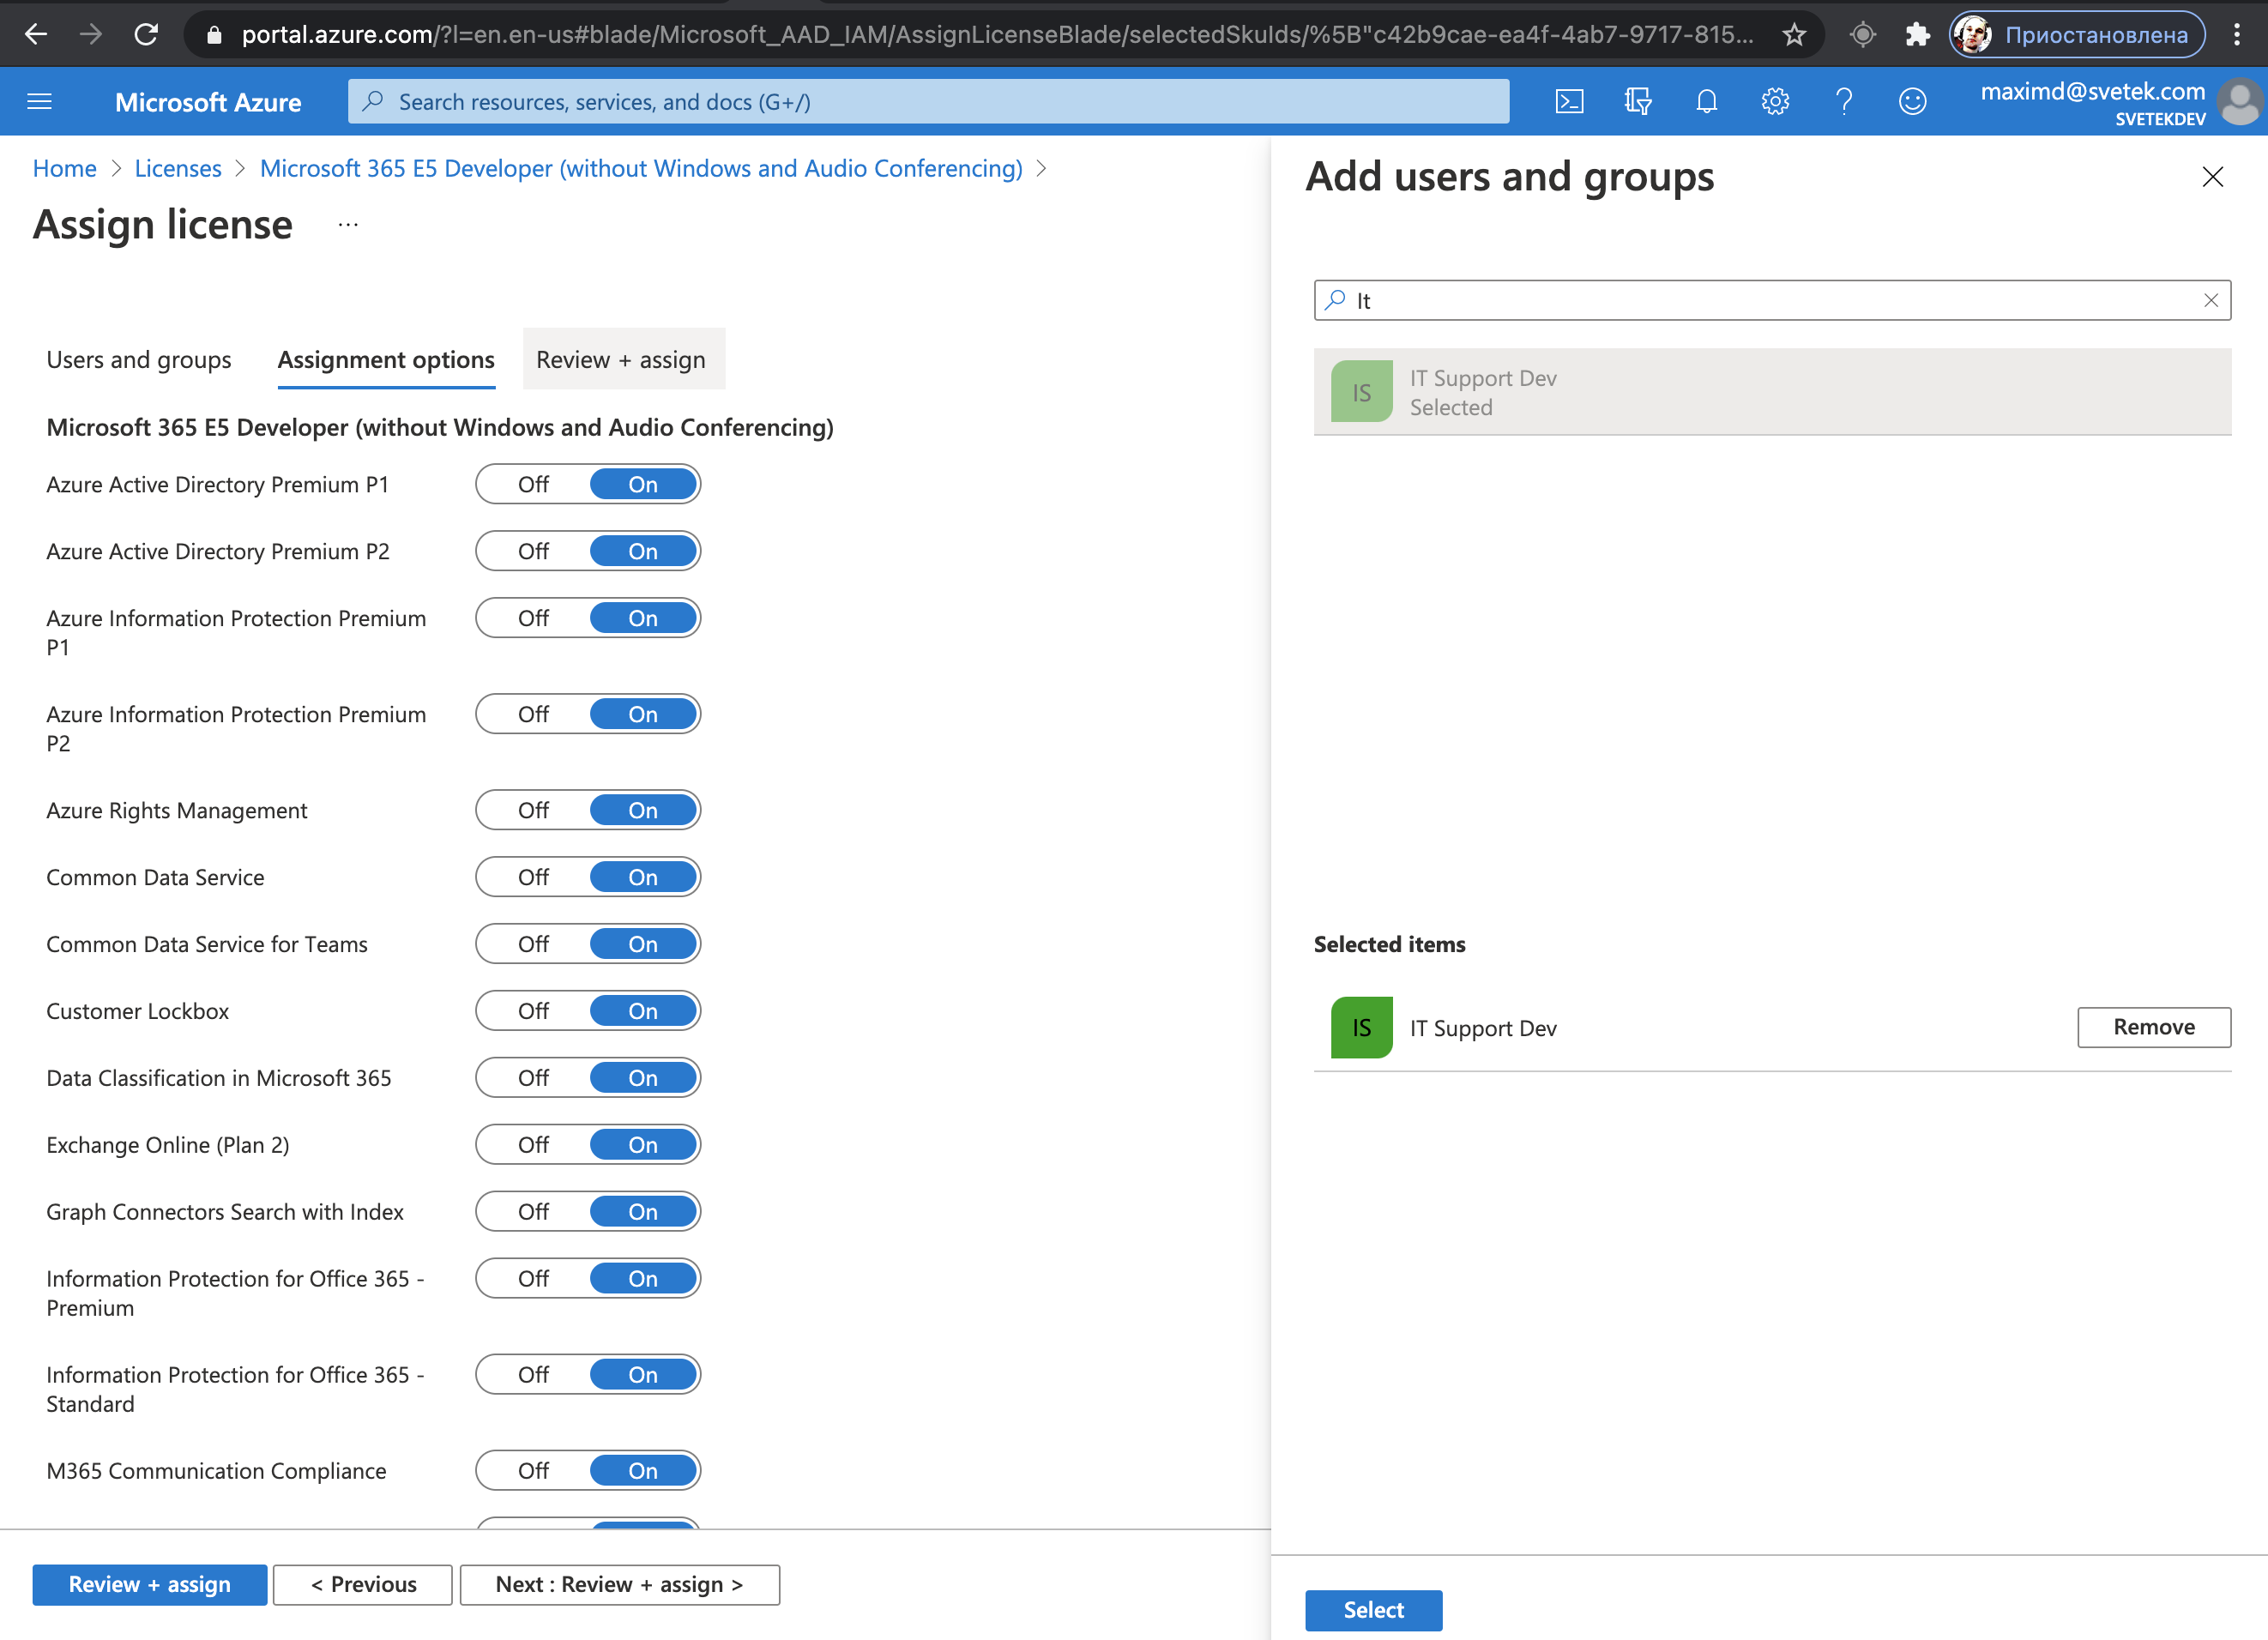 portal.azure.com/?l=en.en-us#blade/Microsoft_AAD_IAM/AssignLicenseBlade/selectedSkuIds/%5B"c42b9cae-ea4f-4ab7-9717-815...
Приостановлена
Microsoft Azure
Search resources, services, and docs (G+/)
maximd@svetek.com
SVETEKDEV
Home > Licenses > Microsoft 365 E5 Developer (without Windows and Audio Conferencing) >
Assign license ...
Users and groups
Assignment options
Review + assign
Microsoft 365 E5 Developer (without Windows and Audio Conferencing)
Azure Active Directory Premium P1 Off On
Azure Active Directory Premium P2 Off On
Azure Information Protection Premium Off On
P1
Azure Information Protection Premium Off On
P2
Azure Rights Management Off On
Common Data Service Off On
Common Data Service for Teams Off On
Customer Lockbox Off On
Data Classification in Microsoft 365 Off On
Exchange Online (Plan 2) Off On
Graph Connectors Search with Index Off On
Information Protection for Office 365 - Off On
Premium
Information Protection for Office 365 - Off On
Standard
M365 Communication Compliance Off On
Review + assign
< Previous
Next : Review + assign >
Add users and groups
It
IS
IT Support Dev
Selected
Selected items
IS
IT Support Dev
Remove
Select